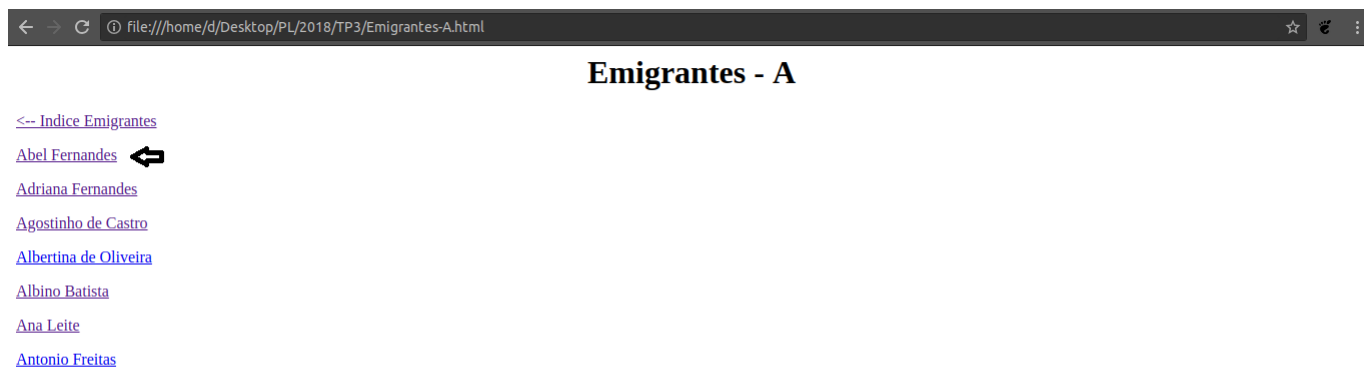 file:///home/d/Desktop/PL/2018/TP3/Emigrantes-A.html
Emigrantes - A
<-- Indice Emigrantes
Abel Fernandes
Adriana Fernandes
Agostinho de Castro
Albertina de Oliveira
Albino Batista
Ana Leite
Antonio Freitas